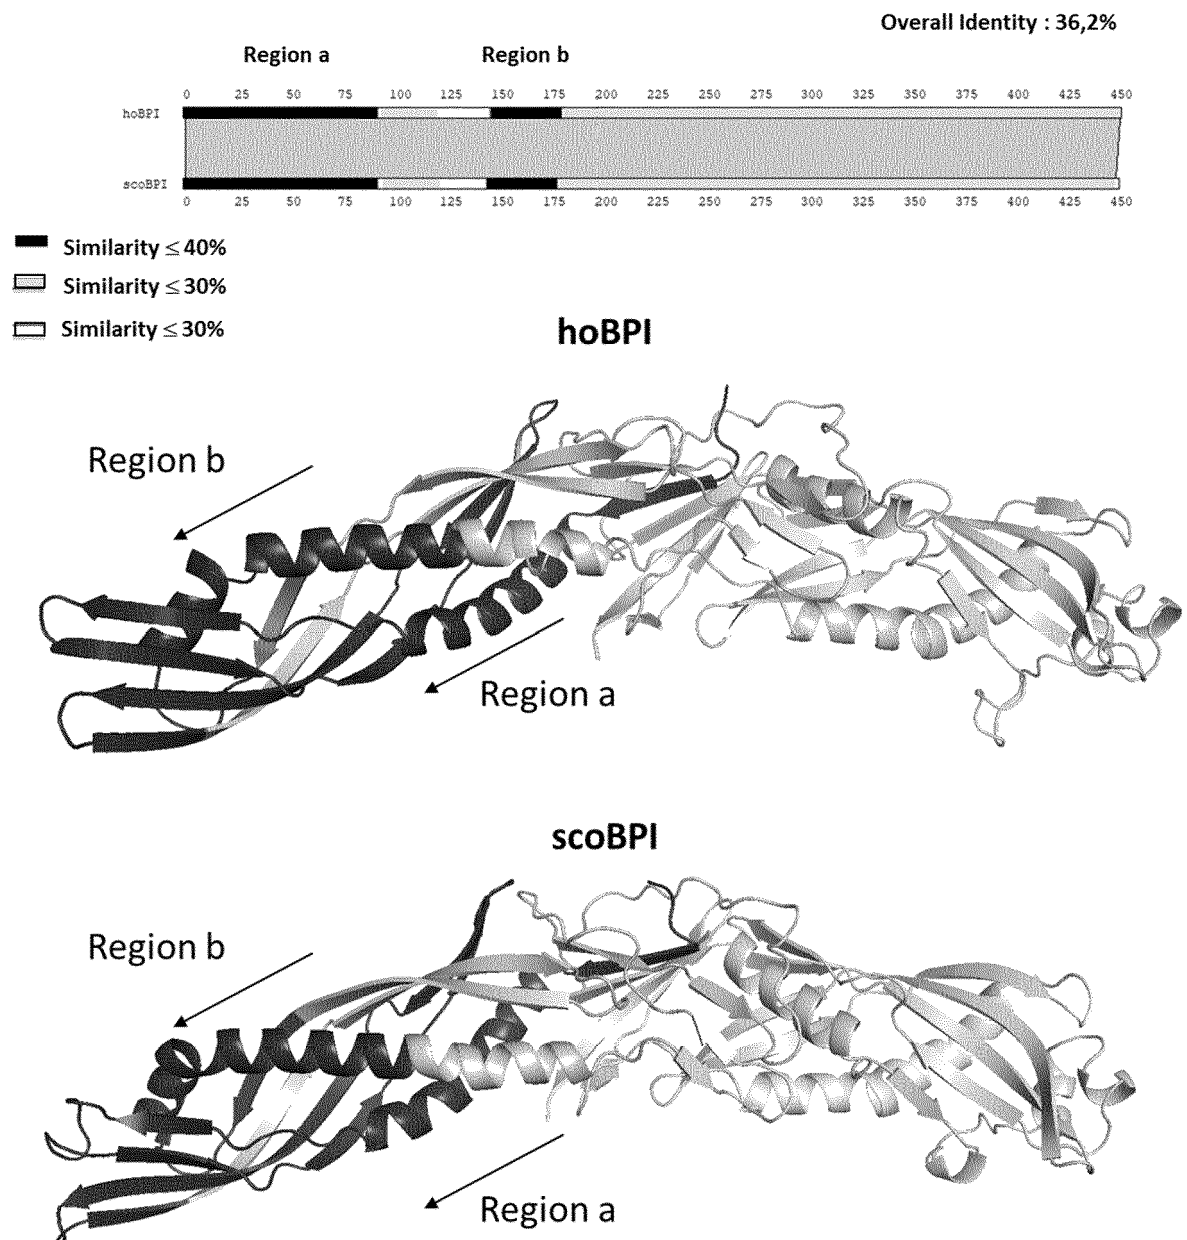 Overall Identity : 36,2%
Region a Region b
0 25 50 75 100 125 150 175 200 225 250 275 300 325 350 375 400 425 450
hoBPI
scoBPI
0 25 50 75 100 125 150 175 200 225 250 275 300 325 350 375 400 425 450
Similarity ≤ 40%
Similarity ≤ 30%
Similarity ≤ 30%
hoBPI
Region b
Region a
scoBPI
Region b
Region a